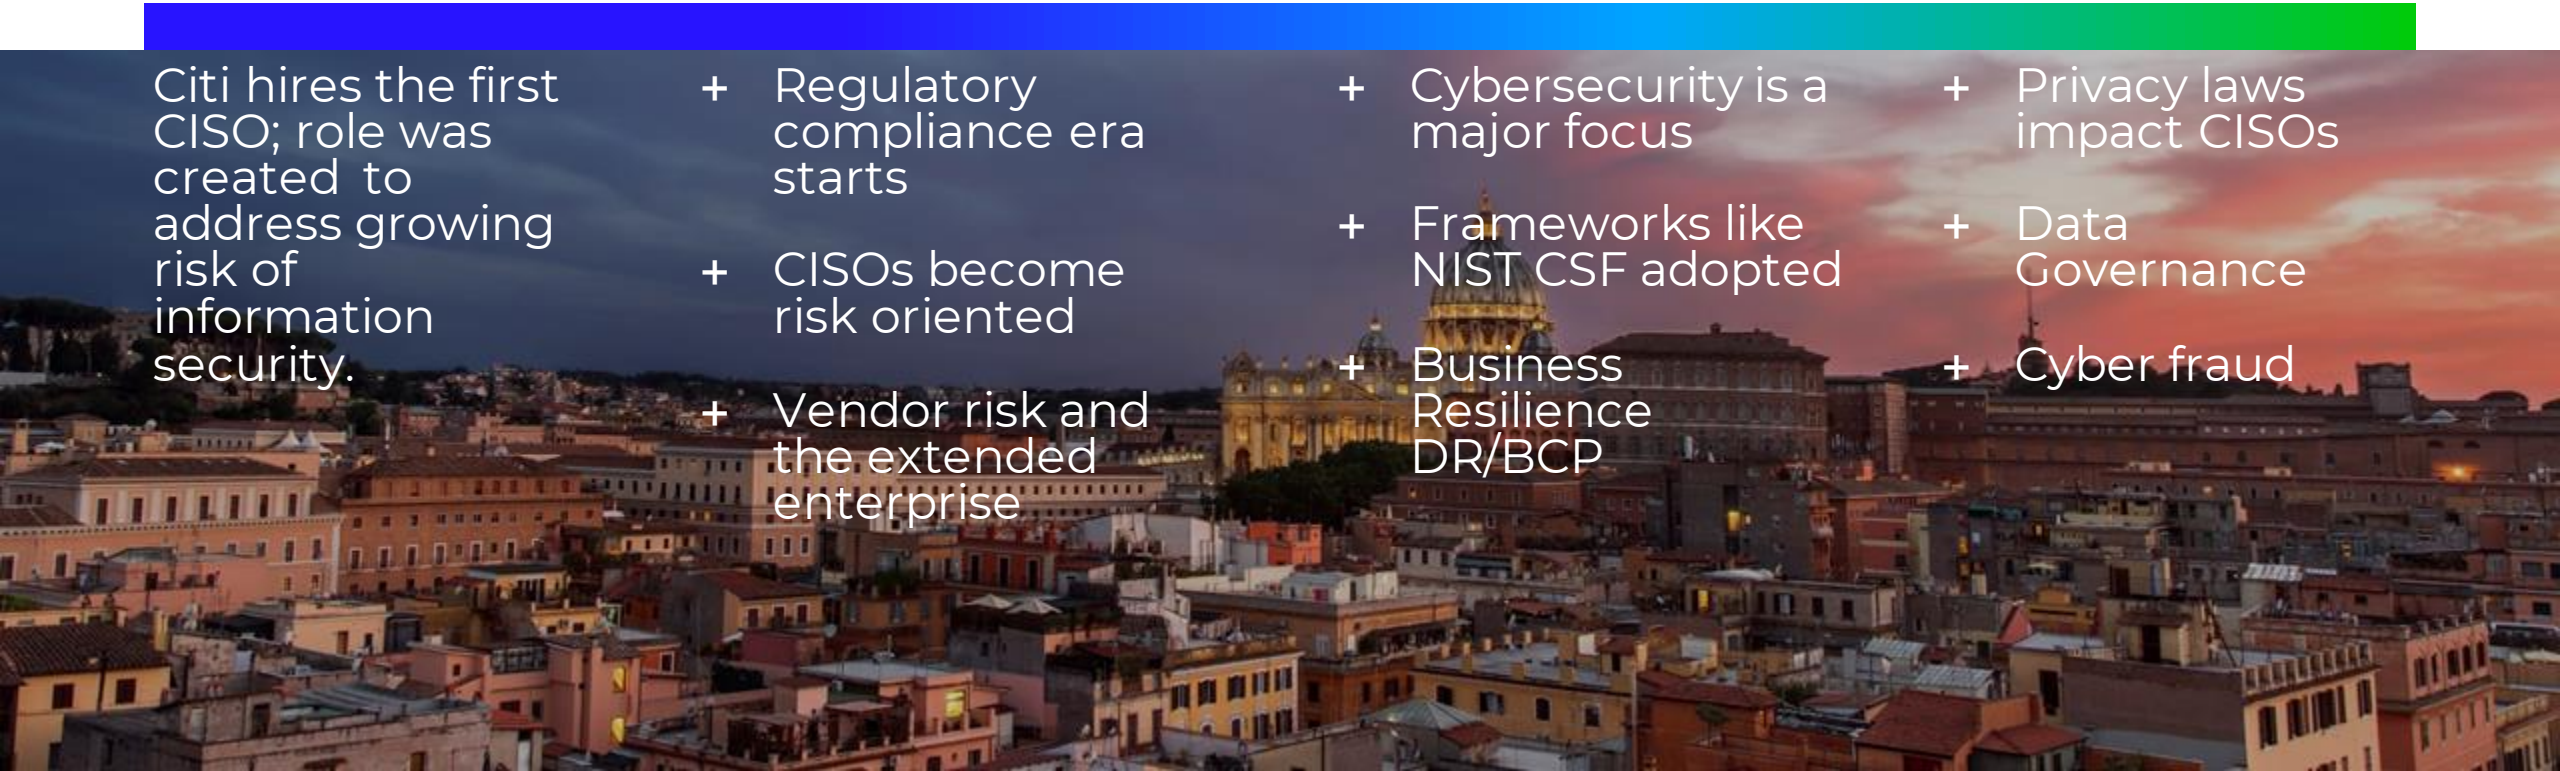 Citi hires the first
CISO; role was
created to
address growing
risk of
information
security.
+ Regulatory
compliance era
starts
+ CISOs become
risk oriented
+ Vendor risk and
the extended
enterprise
+ Cybersecurity is a
major focus
+ Frameworks like
NIST CSF adopted
+ Business
Resilience
DR/BCP
+ Privacy laws
impact CISOs
+ Data
Governance
+ Cyber fraud